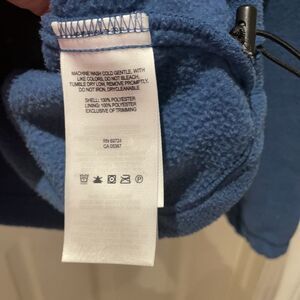 MACHINE WASH COLD GENTLE, WITH
LIKE COLORS, DO NOT BLEACH,
TUMBLE DRY LOW, REMOVE PROMPTLY,
DO NOT IRON, DRYCLEANABLE
SHELL: 100% POLYESTER
LINING: 100% POLYESTER
EXCLUSIVE OF TRIMMING
RN 69724
CA 05367